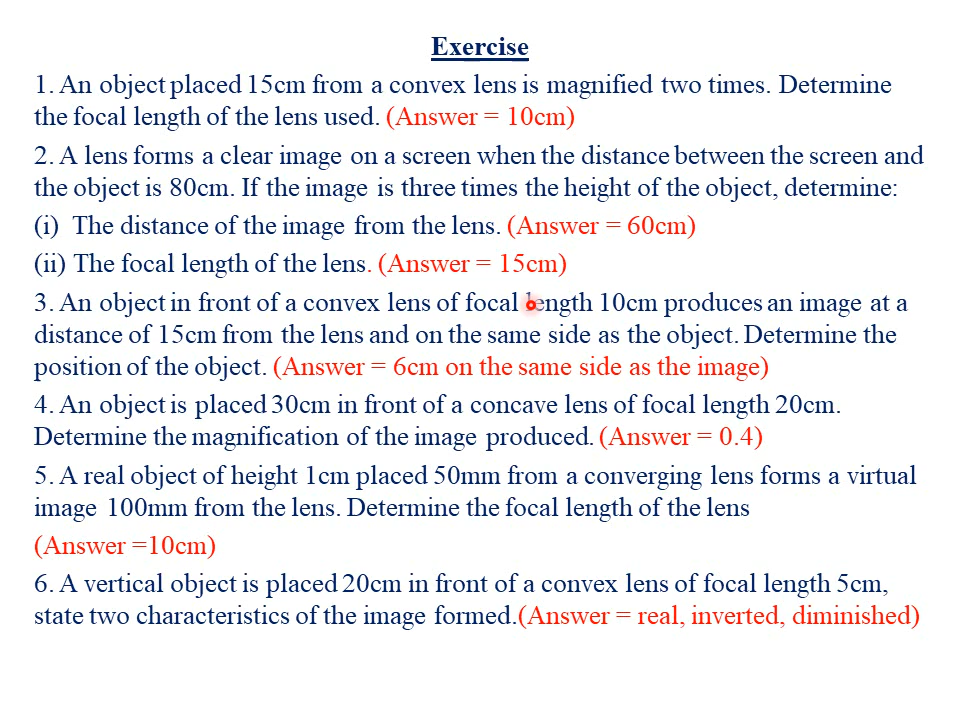 Exercise
1. An object placed 15cm from a convex lens is magnified two times. Determine
the focal length of the lens used. (Answer = 10cm)
2. A lens forms a clear image on a screen when the distance between the screen and
the object is 80cm. If the image is three times the height of the object, determine:
(i) The distance of the image from the lens. (Answer = 60cm)
(ii) The focal length of the lens. (Answer = 15cm)
3. An object in front of a convex lens of focal length 10cm produces an image at a
distance of 15cm from the lens and on the same side as the object. Determine the
position of the object. (Answer = 6cm on the same side as the image)
4. An object is placed 30cm in front of a concave lens of focal length 20cm.
Determine the magnification of the image produced. (Answer = 0.4)
5. A real object of height 1cm placed 50mm from a converging lens forms a virtual
image 100mm from the lens. Determine the focal length of the lens
(Answer =10cm)
6. A vertical object is placed 20cm in front of a convex lens of focal length 5cm,
state two characteristics of the image formed.(Answer = real, inverted, diminished)